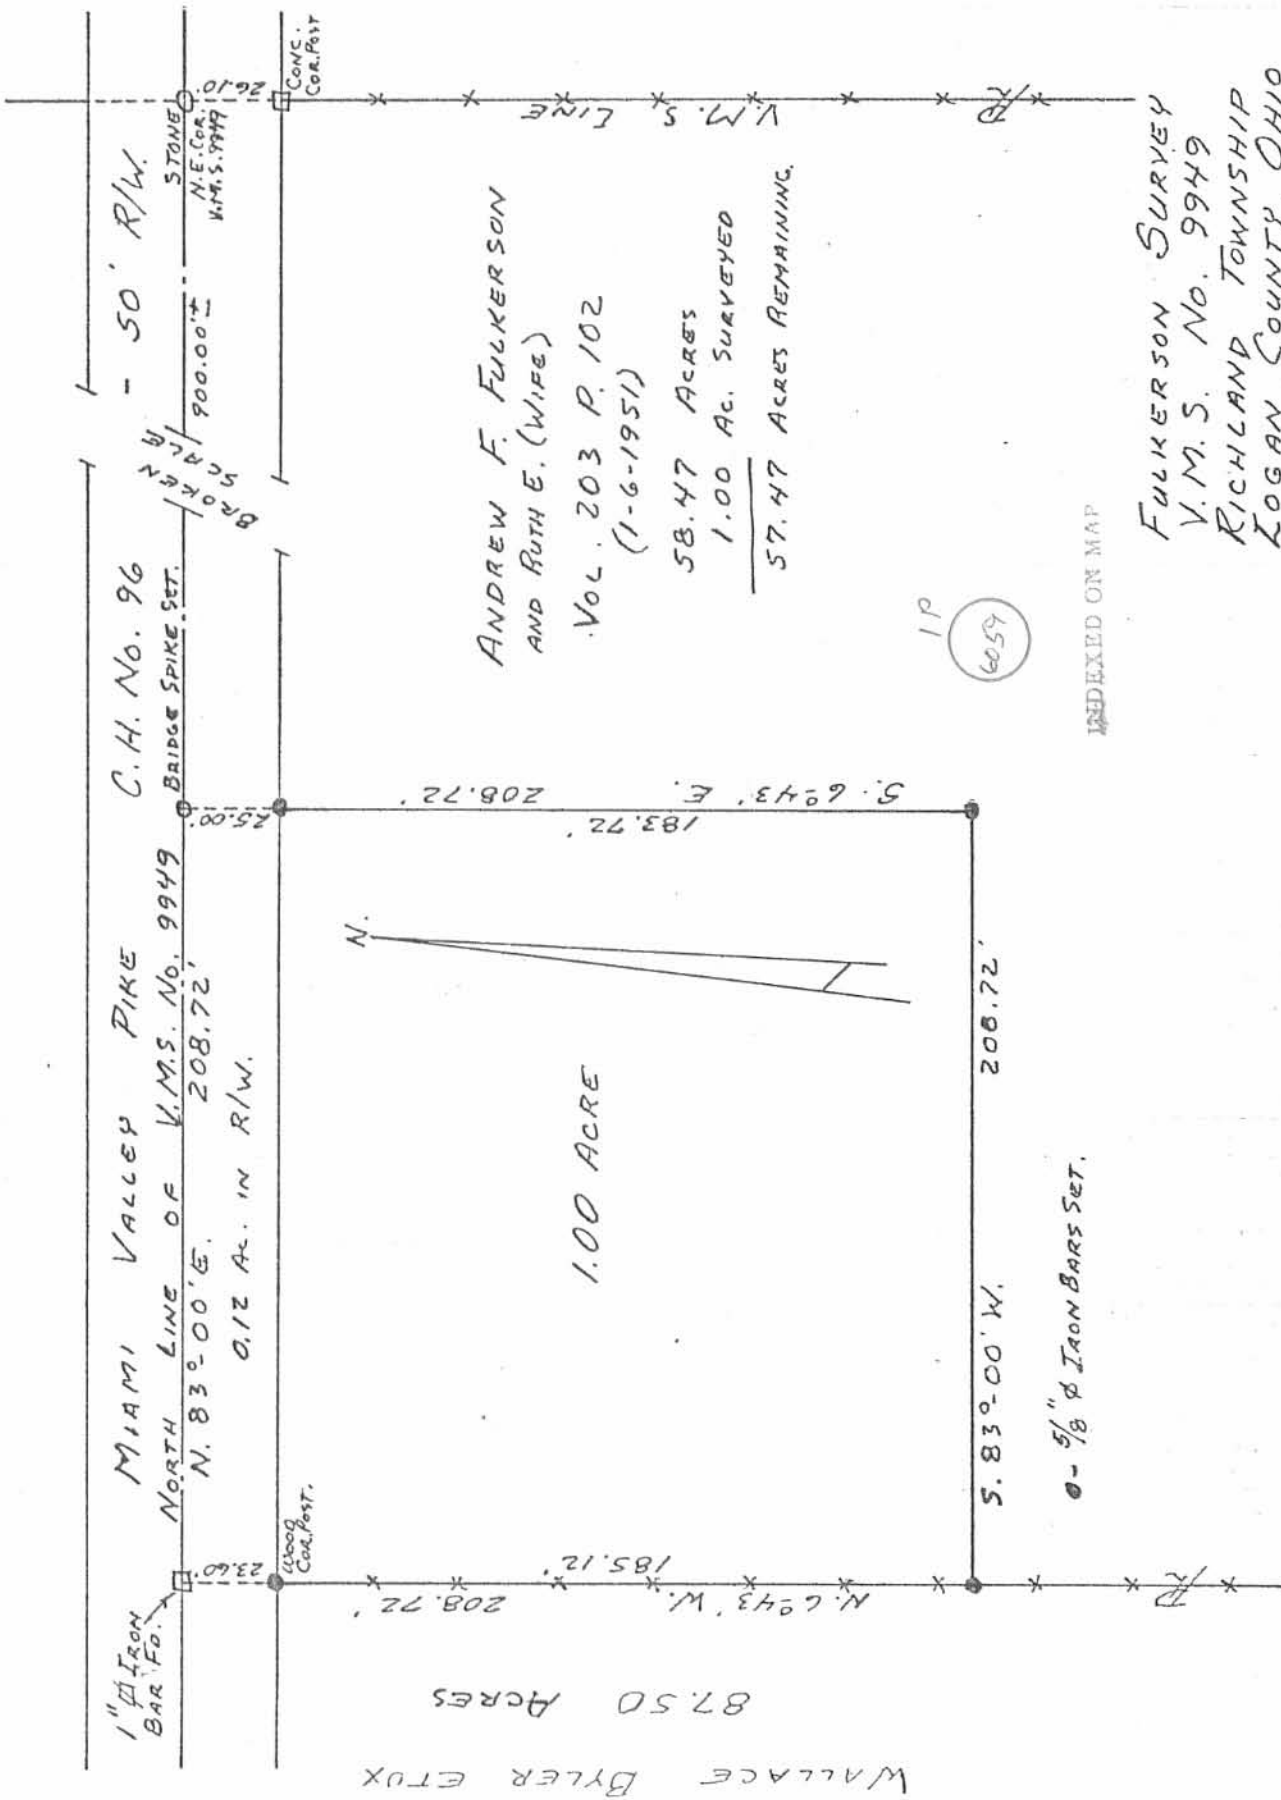 MIAMI VALLEY PIKE C.H. No. 96 - 50' R/W.
1" Ø IRON
BAR FD.
NORTH LINE OF V.M.S. No. 9949
BRIDGE SPIKE SET.
BROKEN
SCALE
900.00'±
STONE
N.E. COR.
V.M.S. 9949
N. 83°-00' E. 208.72'
0.12 AC. IN R/W.
23.60'
25.00'
26.10'
WOOD
COR. POST.
CONC.
COR. POST
N. 6°43' W. 208.72'
185.12'
S. 6°43' E. 208.72'
183.72'
N.
1.00 ACRE
S. 83°-00' W. 208.72'
ANDREW F. FULKERSON
AND RUTH E. (WIFE)
VOL. 203 P. 102
(1-6-1951)
58.47 ACRES
1.00 AC. SURVEYED
57.47 ACRES REMAINING.
V.M.S. LINE
WALLACE BYLER ETUX
87.50 ACRES
- 5/8" Ø IRON BARS SET.
1P
6059
INDEXED ON MAP
FULKERSON SURVEY
V.M.S. No. 9949
RICHLAND TOWNSHIP
LOGAN COUNTY OHIO